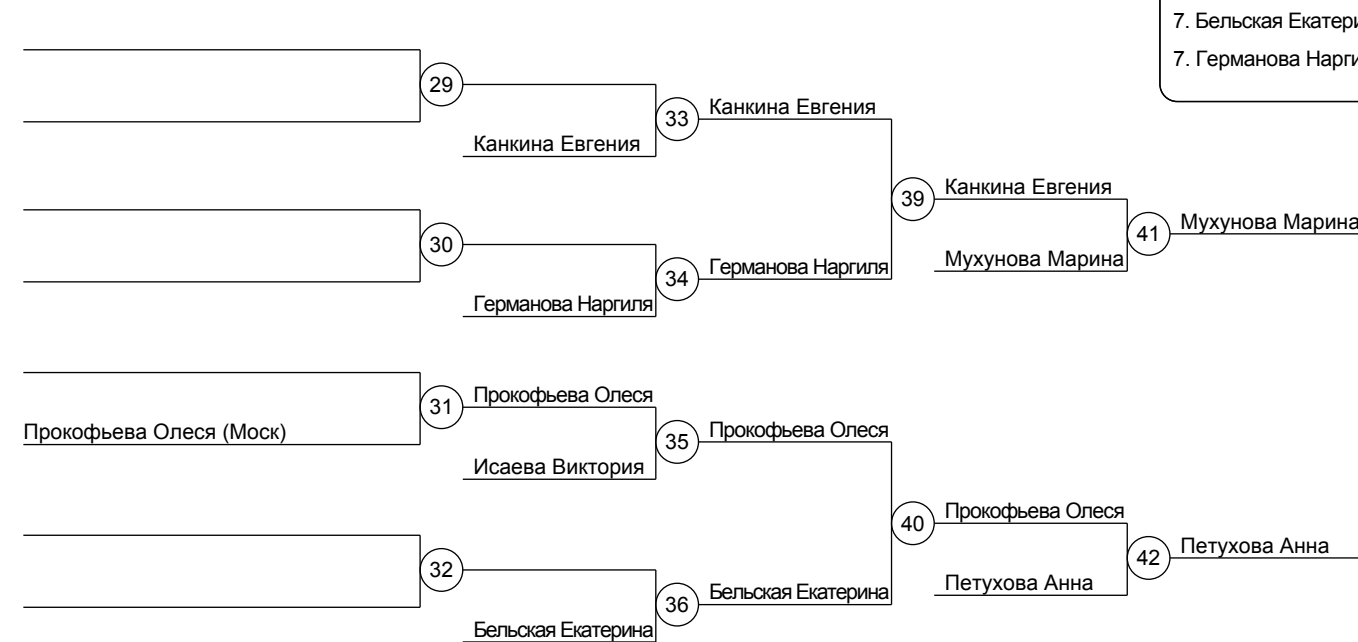 7. Бельская Екатери
7. Германова Нарги
29
33
Канкина Евгения
Канкина Евгения
39
Канкина Евгения
41
Мухунова Марина
Мухунова Марина
30
34
Германова Наргиля
Германова Наргиля
31
Прокофьева Олеся
Прокофьева Олеся (Моск)
35
Прокофьева Олеся
Исаева Виктория
40
Прокофьева Олеся
42
Петухова Анна
Петухова Анна
32
36
Бельская Екатерина
Бельская Екатерина